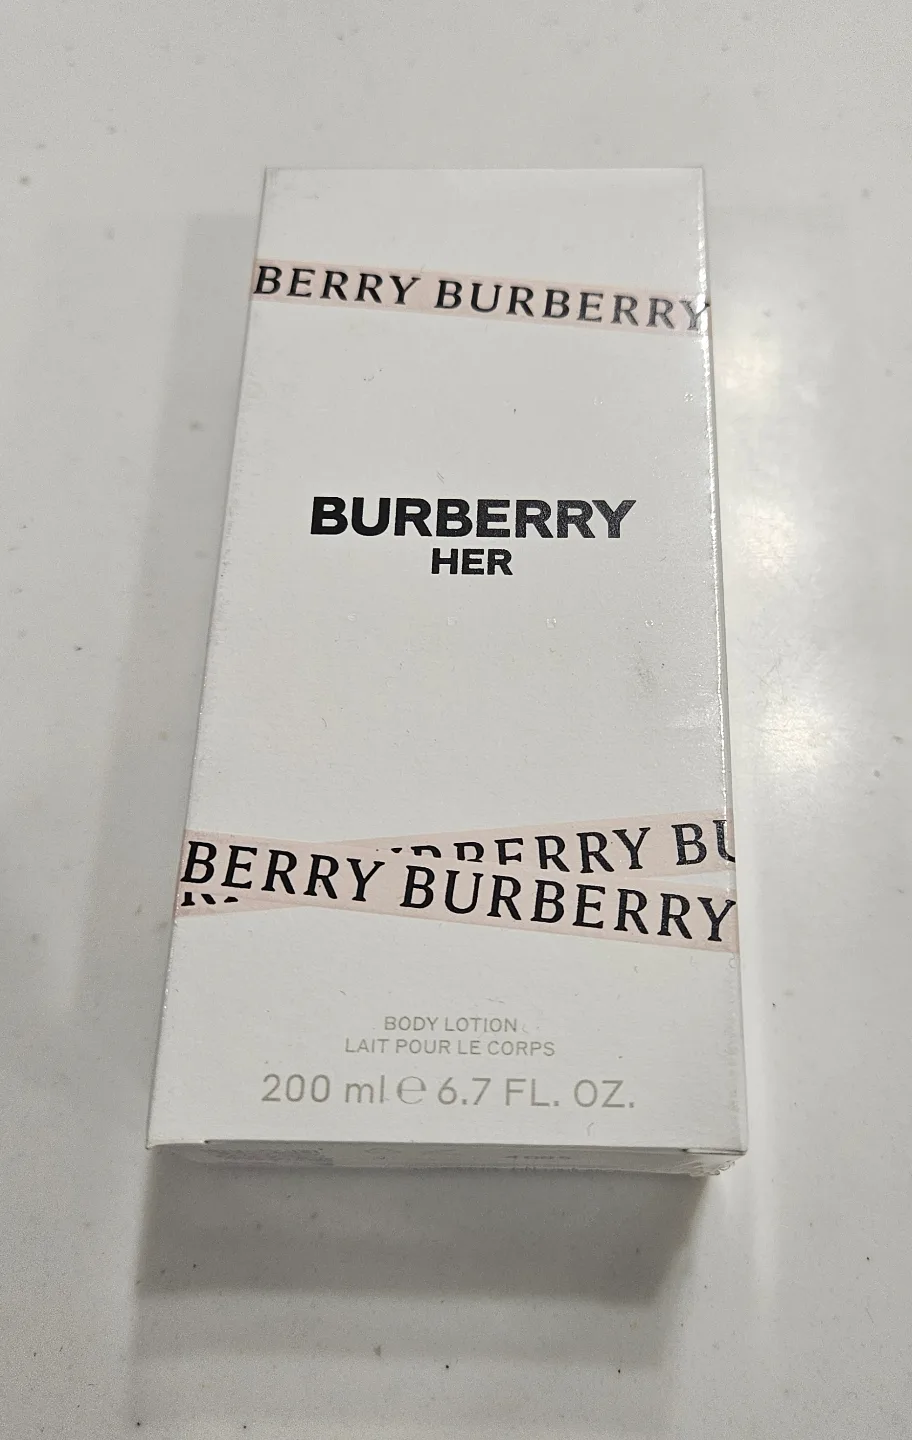 BERRY BURBERRY
BURBERRY
HER
BERRY BU
BERRY BURBERRY
BODY LOTION
LAIT POUR LE CORPS
200 ml ℮ 6.7 FL. OZ.